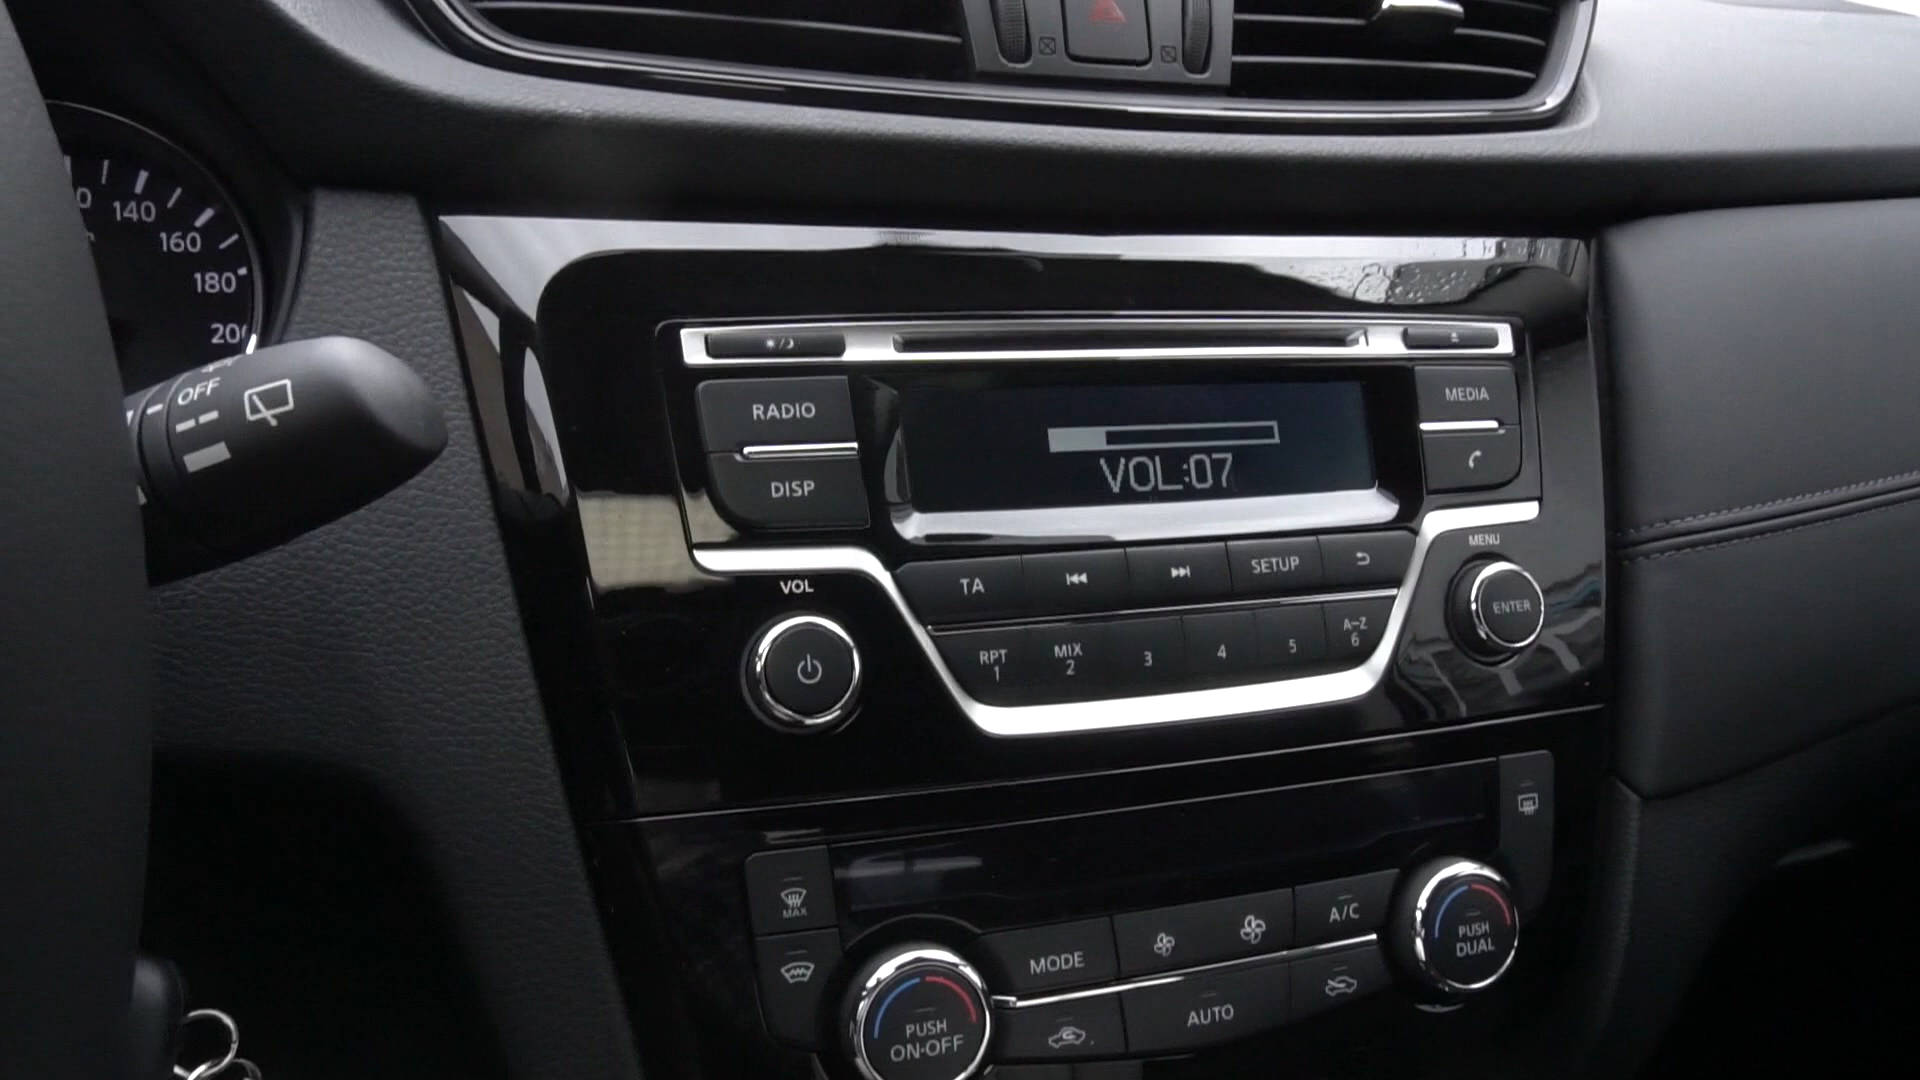 140
160
180
OFF
RADIO
DISP
MEDIA
VOL:07
MENU
VOL
TA
SETUP
ENTER
RPT
1
MIX
2
3
4
5
A-Z
6
MAX
MODE
A/C
AUTO
PUSH
ON·OFF
PUSH
DUAL